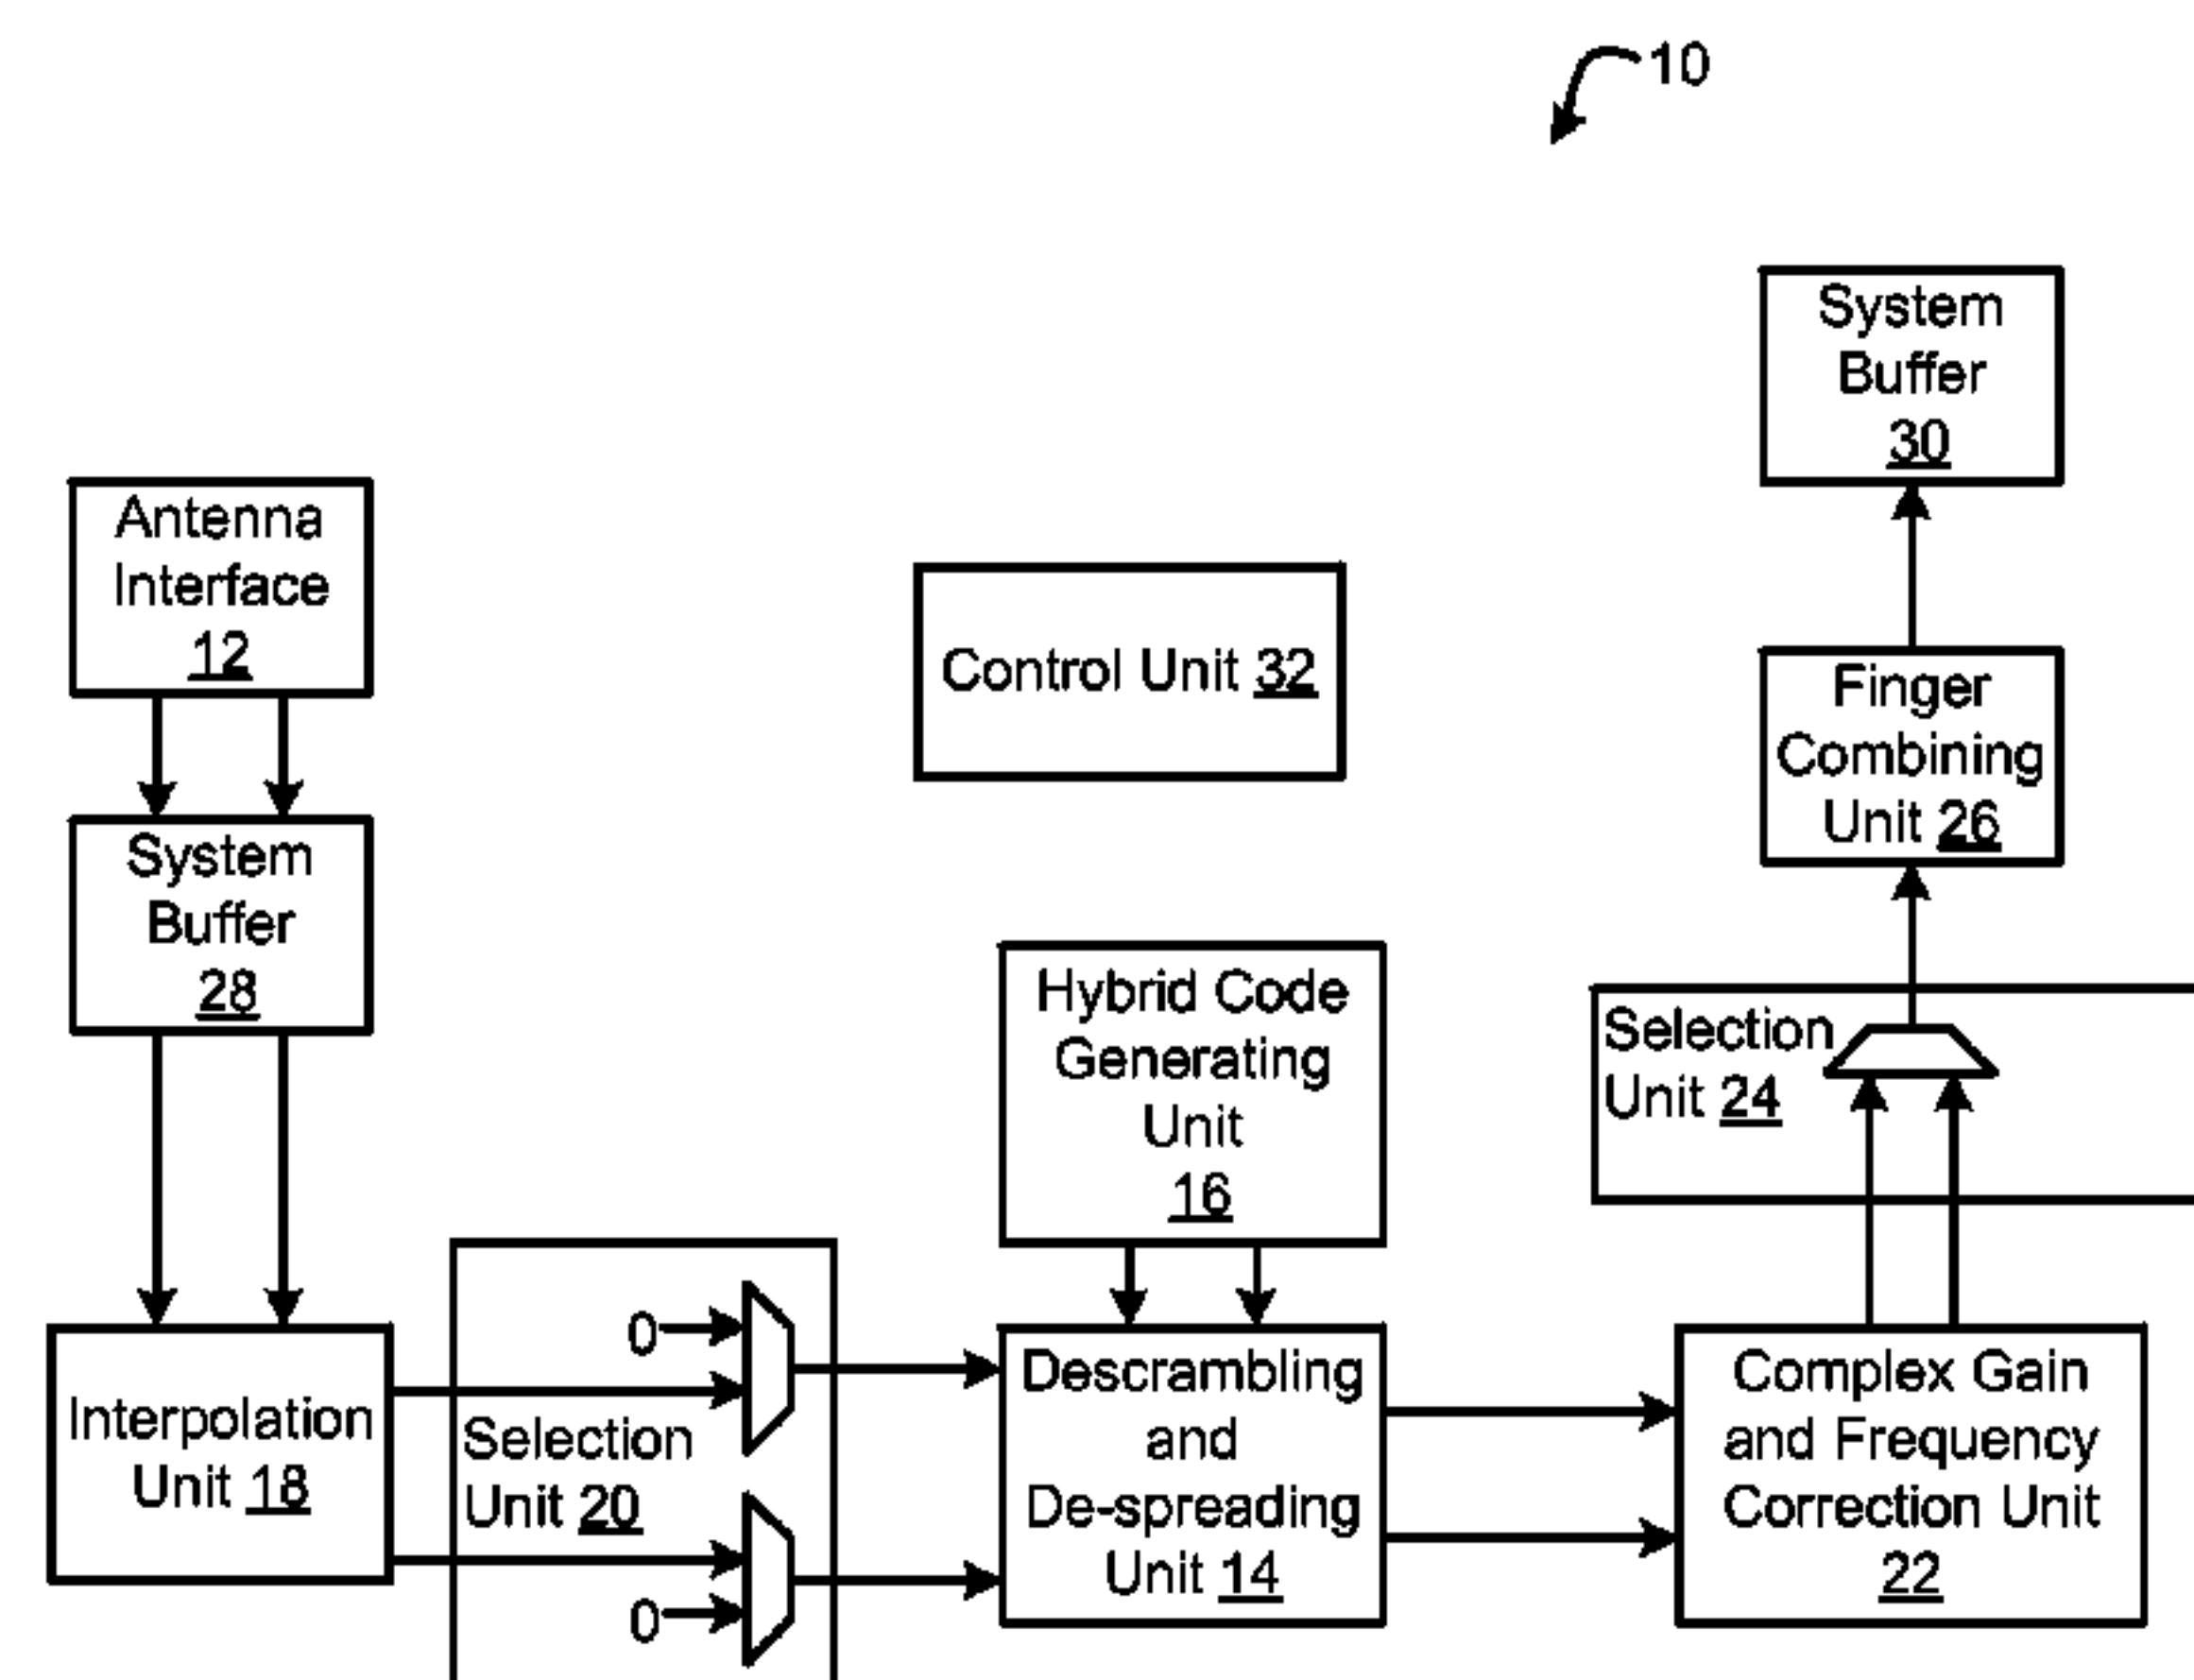 10
System
Buffer
30
Antenna
Interface
12
Control Unit 32
Finger
Combining
Unit 26
System
Buffer
28
Hybrid Code
Generating
Unit
16
Selection
Unit 24
0
Interpolation
Unit 18
Selection
Unit 20
0
Descrambling
and
De-spreading
Unit 14
Complex Gain
and Frequency
Correction Unit
22